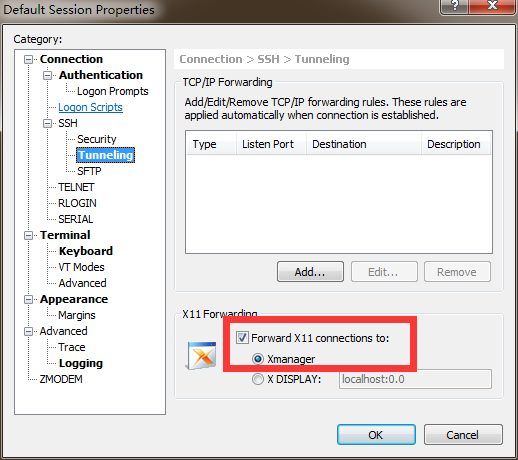 Default Session Properties
Category:
Connection
Authentication
Logon Prompts
Logon Scripts
SSH
Security
Tunneling
SFTP
TELNET
RLOGIN
SERIAL
Terminal
Keyboard
VT Modes
Advanced
Appearance
Margins
Advanced
Trace
Logging
ZMODEM
Connection > SSH > Tunneling
TCP/IP Forwarding
Add/Edit/Remove TCP/IP forwarding rules. These rules are
applied automatically when connection is established.
Type Listen Port Destination Description
Add... Edit... Remove
X11 Forwarding
Forward X11 connections to:
Xmanager
X DISPLAY: localhost:0.0
OK Cancel